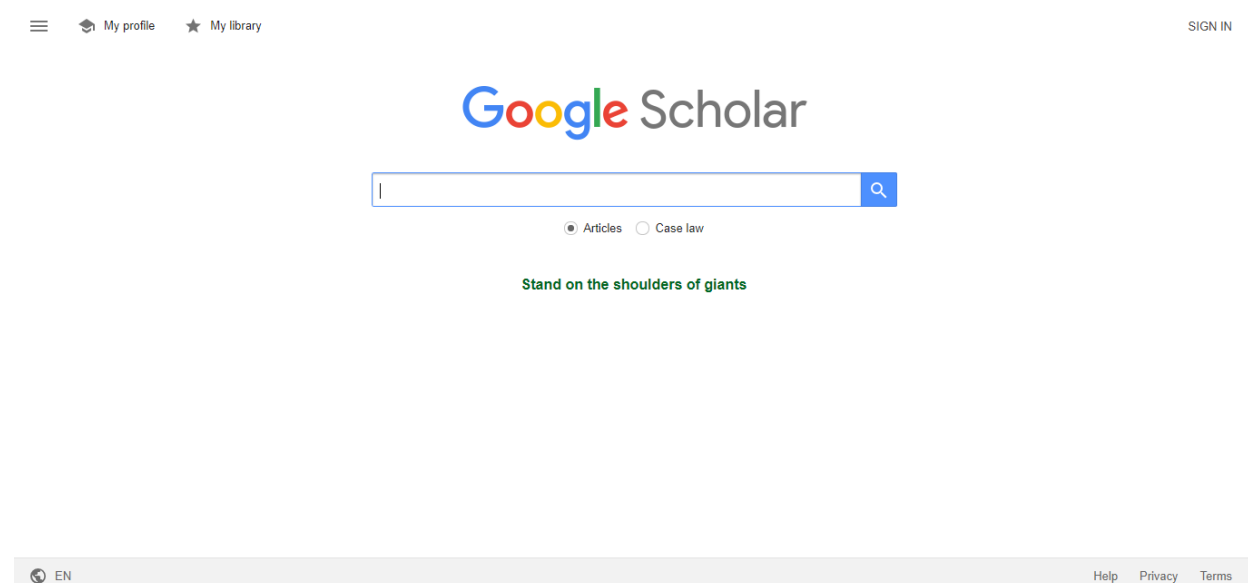 My profile My library SIGN IN
Google Scholar
Articles Case law
Stand on the shoulders of giants
EN Help Privacy Terms